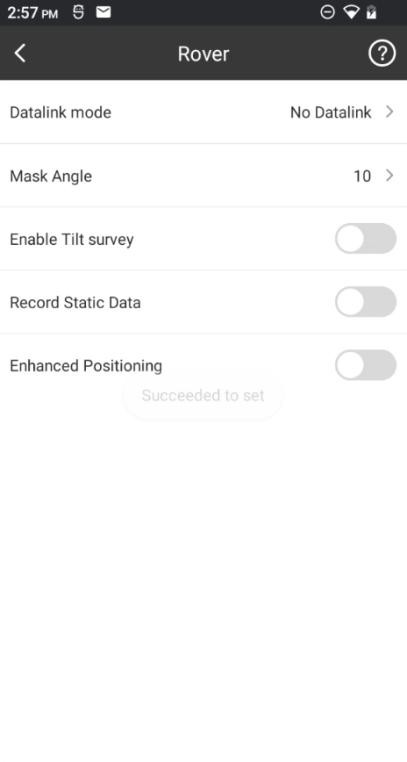 2:57 PM
Rover
Datalink mode No Datalink
Mask Angle 10
Enable Tilt survey
Record Static Data
Enhanced Positioning
Succeeded to set